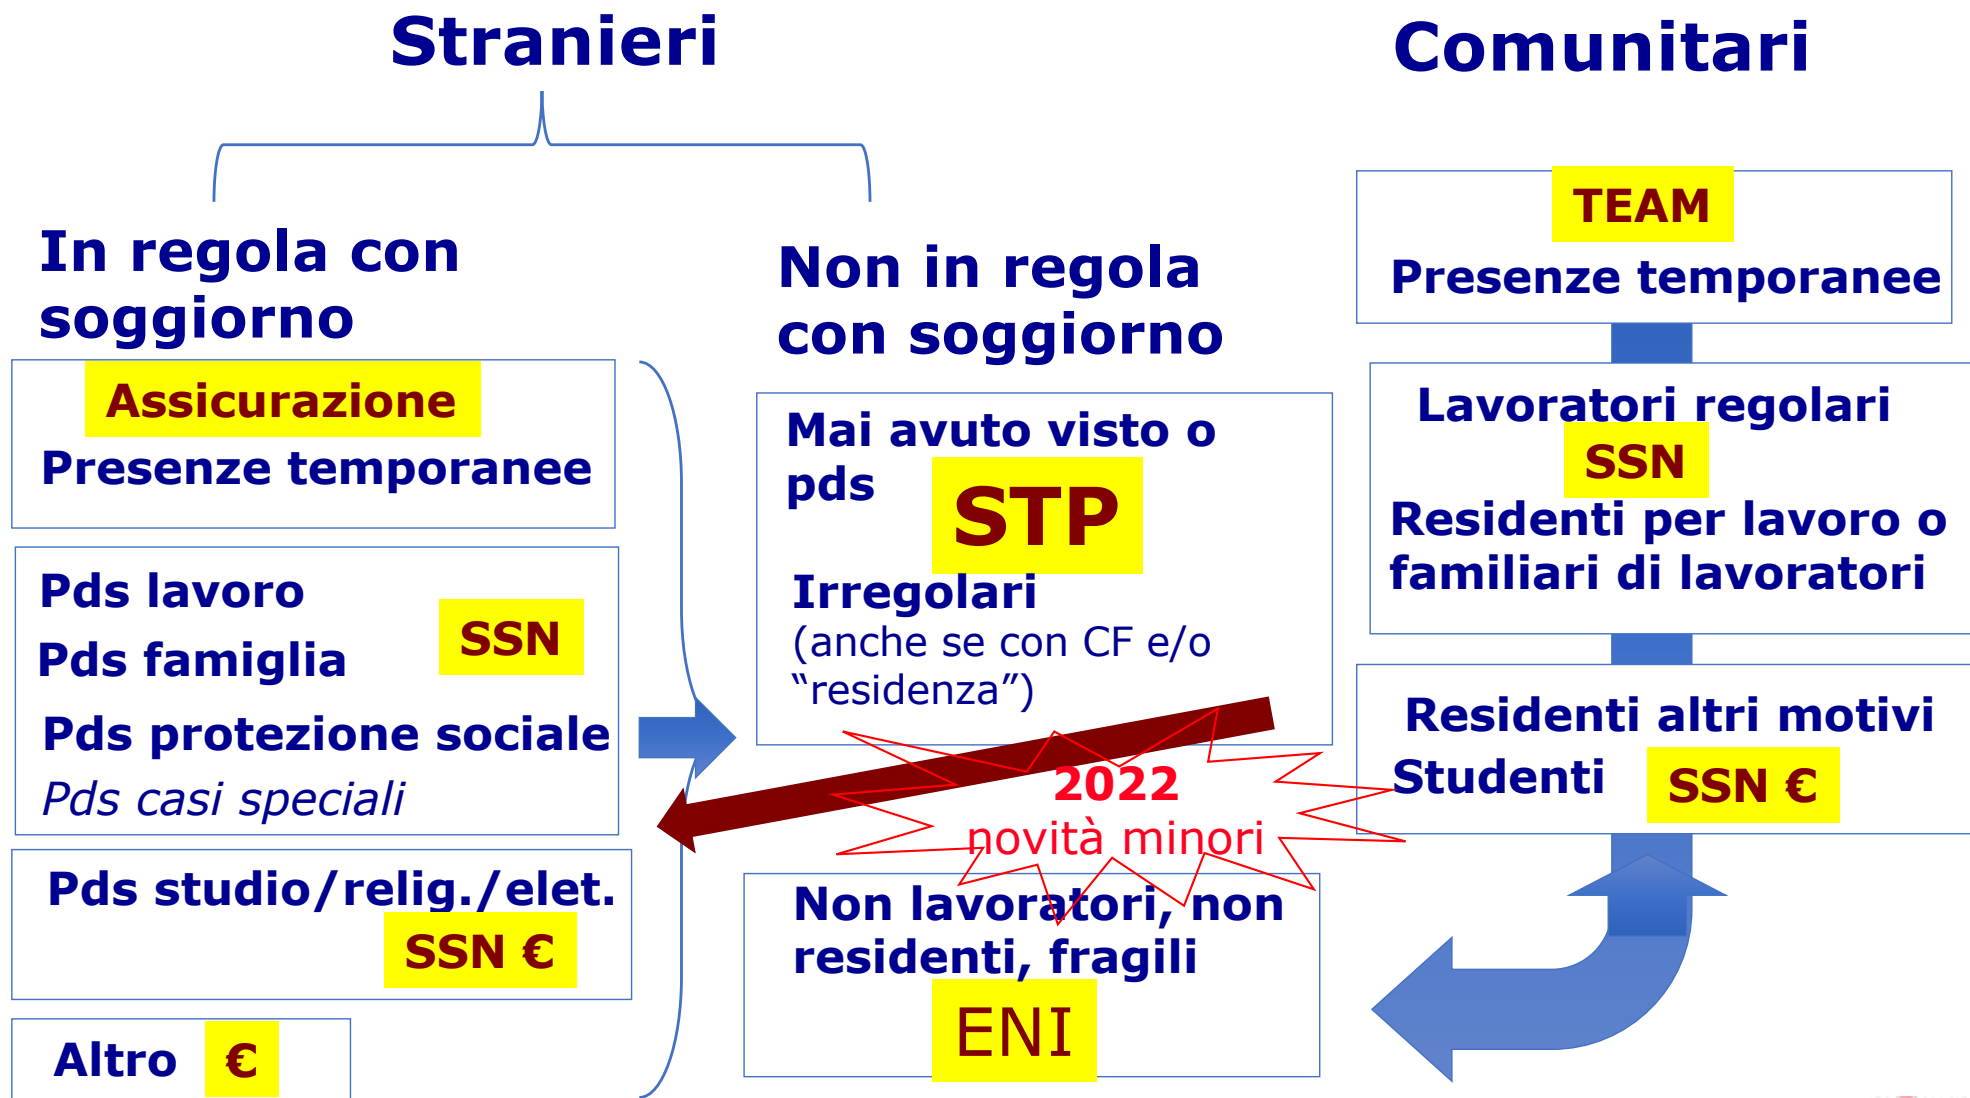 Stranieri
Comunitari
In regola con
soggiorno
Assicurazione
Presenze temporanee
Pds lavoro
SSN
Pds famiglia
Pds protezione sociale
Pds casi speciali
Pds studio/relig./elet.
SSN €
Altro €
Non in regola
con soggiorno
Mai avuto visto o
pds
STP
Irregolari
(anche se con CF e/o
“residenza”)
2022
novità minori
Non lavoratori, non
residenti, fragili
ENI
TEAM
Presenze temporanee
Lavoratori regolari
SSN
Residenti per lavoro o
familiari di lavoratori
Residenti altri motivi
Studenti SSN €